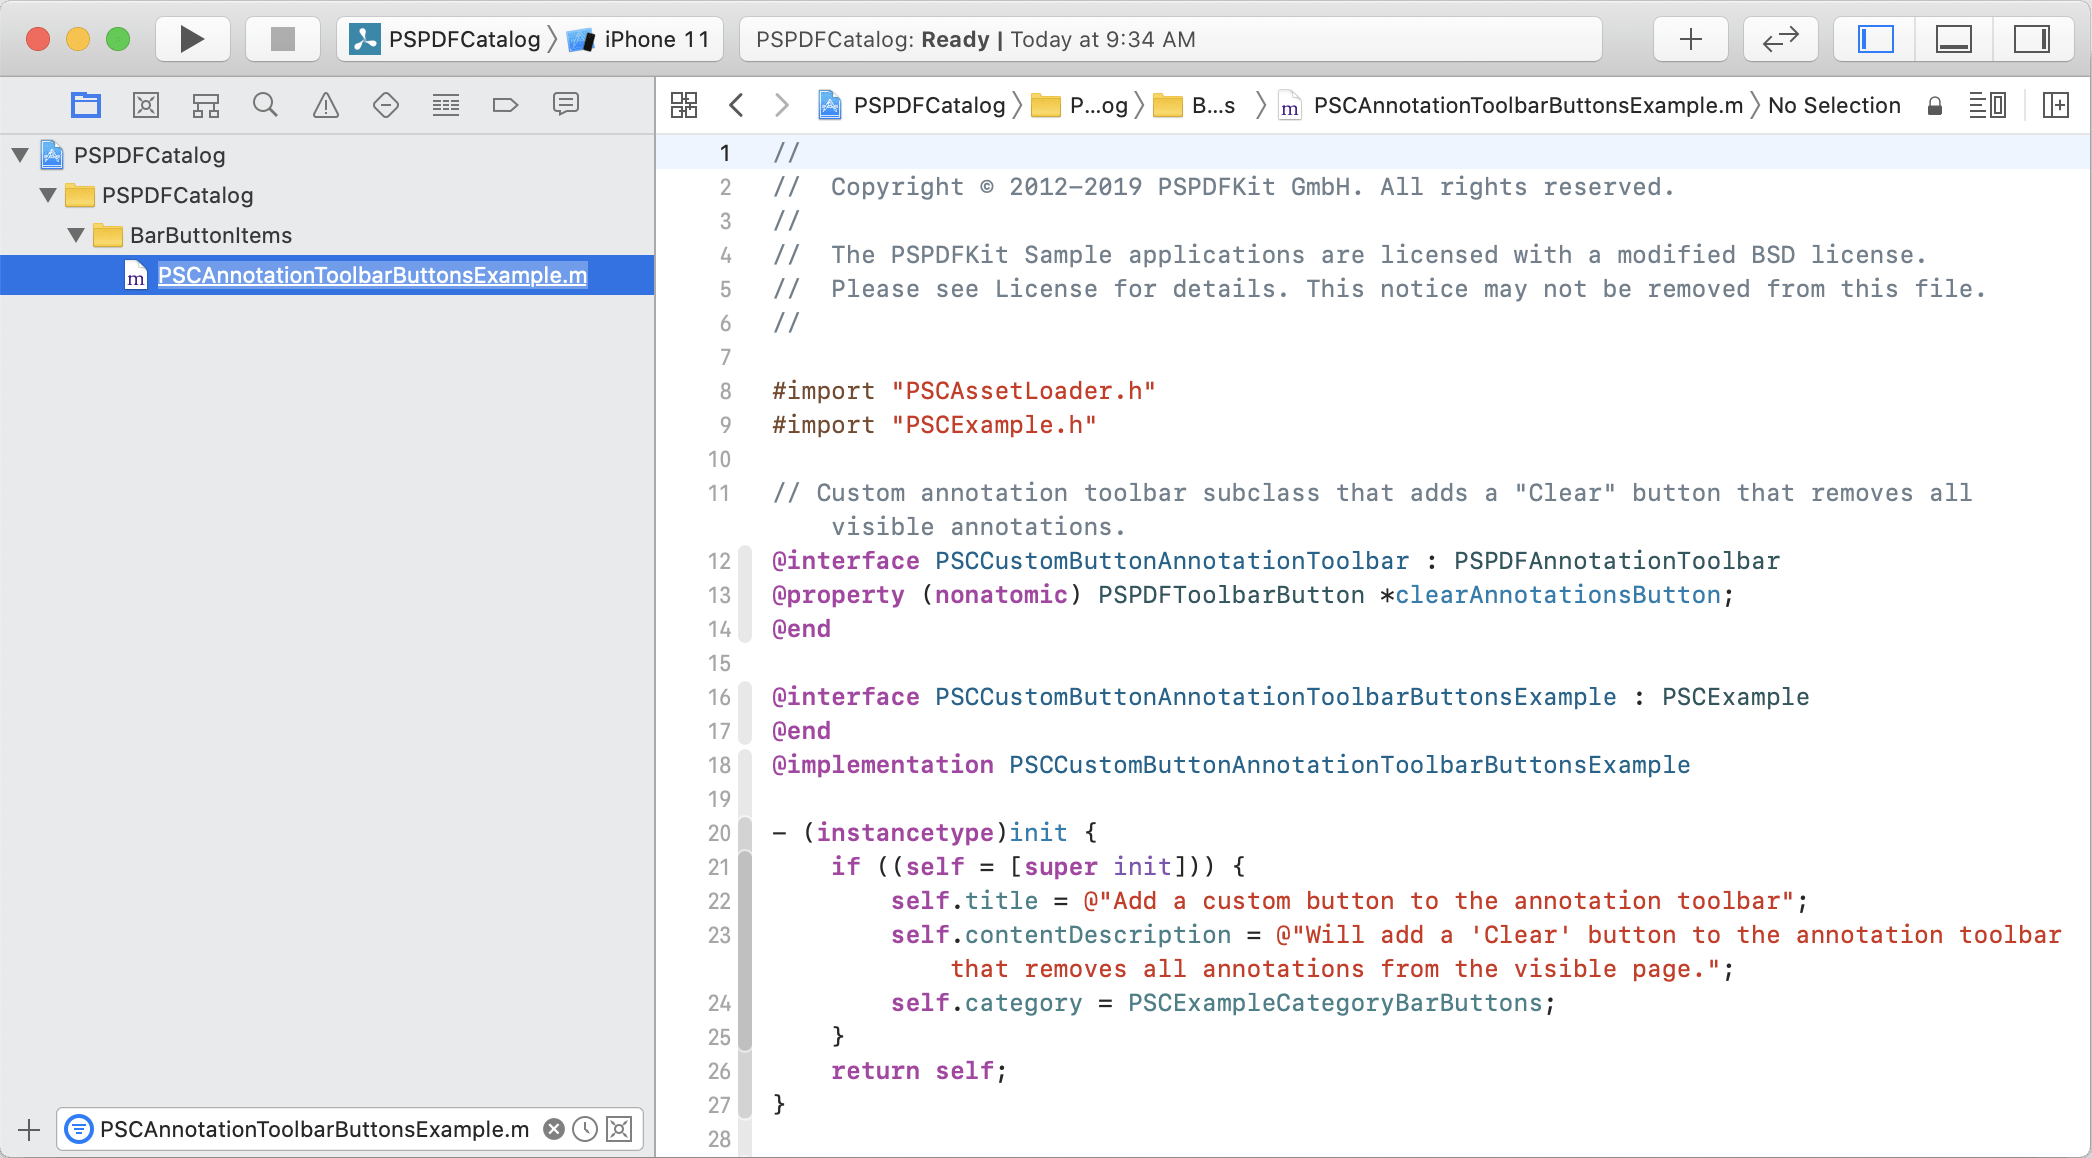 PSPDFCatalog iPhone 11
PSPDFCatalog: Ready | Today at 9:34 AM
PSPDFCatalog P...og B...s m PSCAnnotationToolbarButtonsExample.m No Selection
PSPDFCatalog
PSPDFCatalog
BarButtonItems
m PSCAnnotationToolbarButtonsExample.m
PSCAnnotationToolbarButtonsExample.m
1 //
2 //  Copyright © 2012–2019 PSPDFKit GmbH. All rights reserved.
3 //
4 //  The PSPDFKit Sample applications are licensed with a modified BSD license.
5 //  Please see License for details. This notice may not be removed from this file.
6 //
7
8 #import "PSCAssetLoader.h"
9 #import "PSCExample.h"
10
11 // Custom annotation toolbar subclass that adds a "Clear" button that removes all
visible annotations.
12 @interface PSCCustomButtonAnnotationToolbar : PSPDFAnnotationToolbar
13 @property (nonatomic) PSPDFToolbarButton *clearAnnotationsButton;
14 @end
15
16 @interface PSCCustomButtonAnnotationToolbarButtonsExample : PSCExample
17 @end
18 @implementation PSCCustomButtonAnnotationToolbarButtonsExample
19
20 - (instancetype)init {
21     if ((self = [super init])) {
22         self.title = @"Add a custom button to the annotation toolbar";
23         self.contentDescription = @"Will add a 'Clear' button to the annotation toolbar
that removes all annotations from the visible page.";
24         self.category = PSCExampleCategoryBarButtons;
25     }
26     return self;
27 }
28